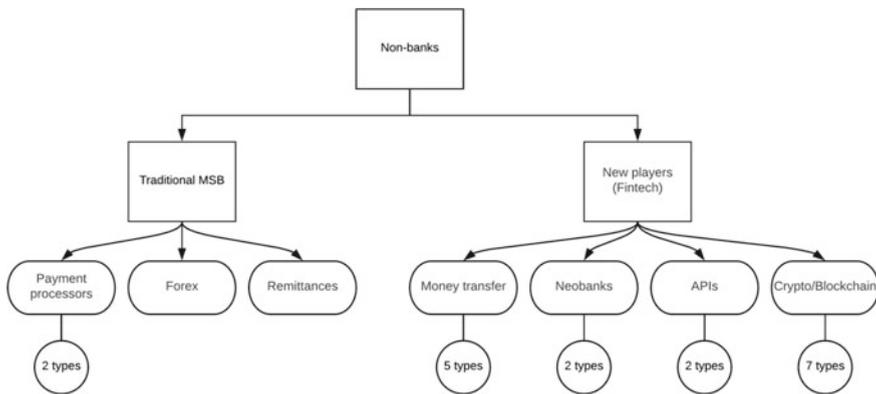 Non-banks
Traditional MSB
New players
(Fintech)
Payment
processors
Forex
Remittances
Money transfer
Neobanks
APIs
Crypto/Blockchain
2 types
5 types
2 types
2 types
7 types